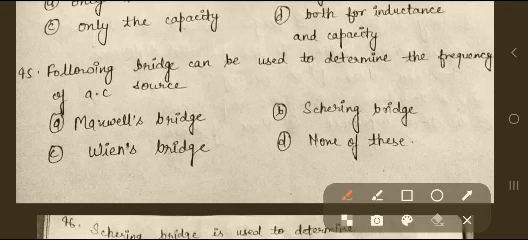 (c) only the capacity
(d) both for inductance
and capacity
45. Following bridge can be used to determine the frequency
of a.c source
(a) Maxwell's bridge
(b) Schering bridge
(c) Wien's bridge
(d) None of these.
46. Schering bridge is used to determine